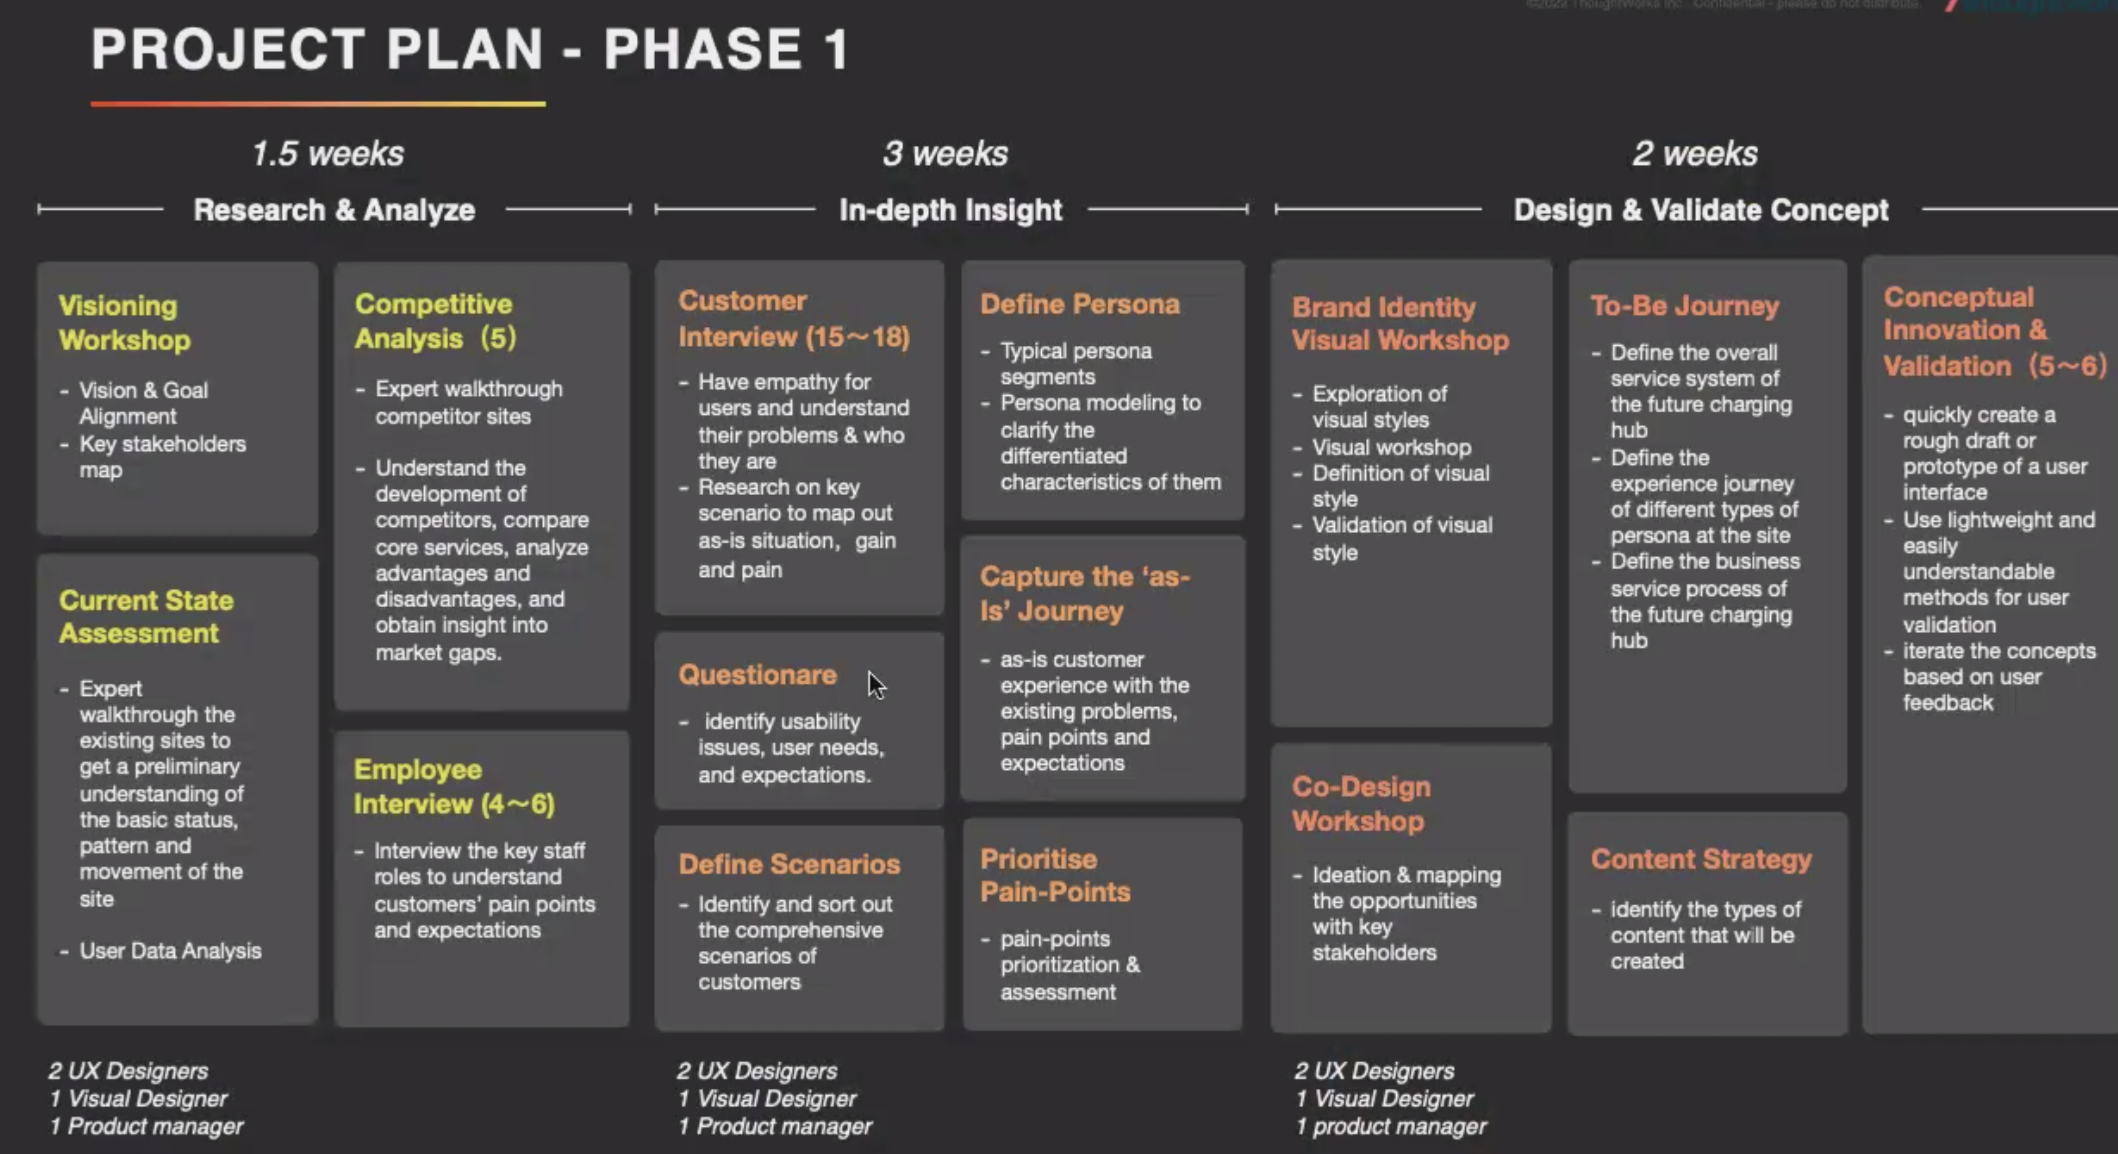 ©2022 ThoughtWorks Inc. Confidential - please do not distribute.
PROJECT PLAN - PHASE 1
1.5 weeks
Research & Analyze
Visioning
Workshop
- Vision & Goal
Alignment
- Key stakeholders
map
Current State
Assessment
- Expert
walkthrough the
existing sites to
get a preliminary
understanding of
the basic status,
pattern and
movement of the
site
- User Data Analysis
Competitive
Analysis（5）
- Expert walkthrough
competitor sites
- Understand the
development of
competitors, compare
core services, analyze
advantages and
disadvantages, and
obtain insight into
market gaps.
Employee
Interview (4～6)
- Interview the key staff
roles to understand
customers' pain points
and expectations
2 UX Designers
1 Visual Designer
1 Product manager
3 weeks
In-depth Insight
Customer
Interview (15～18)
- Have empathy for
users and understand
their problems & who
they are
- Research on key
scenario to map out
as-is situation， gain
and pain
Questionare
- identify usability
issues, user needs,
and expectations.
Define Scenarios
- Identify and sort out
the comprehensive
scenarios of
customers
Define Persona
- Typical persona
segments
- Persona modeling to
clarify the
differentiated
characteristics of them
Capture the ‘as-
Is’ Journey
- as-is customer
experience with the
existing problems,
pain points and
expectations
Prioritise
Pain-Points
- pain-points
prioritization &
assessment
2 UX Designers
1 Visual Designer
1 Product manager
2 weeks
Design & Validate Concept
Brand Identity
Visual Workshop
- Exploration of
visual styles
- Visual workshop
- Definition of visual
style
- Validation of visual
style
Co-Design
Workshop
- Ideation & mapping
the opportunities
with key
stakeholders
To-Be Journey
- Define the overall
service system of
the future charging
hub
- Define the
experience journey
of different types of
persona at the site
- Define the business
service process of
the future charging
hub
Content Strategy
- identify the types of
content that will be
created
Conceptual
Innovation &
Validation（5～6）
- quickly create a
rough draft or
prototype of a user
interface
- Use lightweight and
easily
understandable
methods for user
validation
- iterate the concepts
based on user
feedback
2 UX Designers
1 Visual Designer
1 product manager